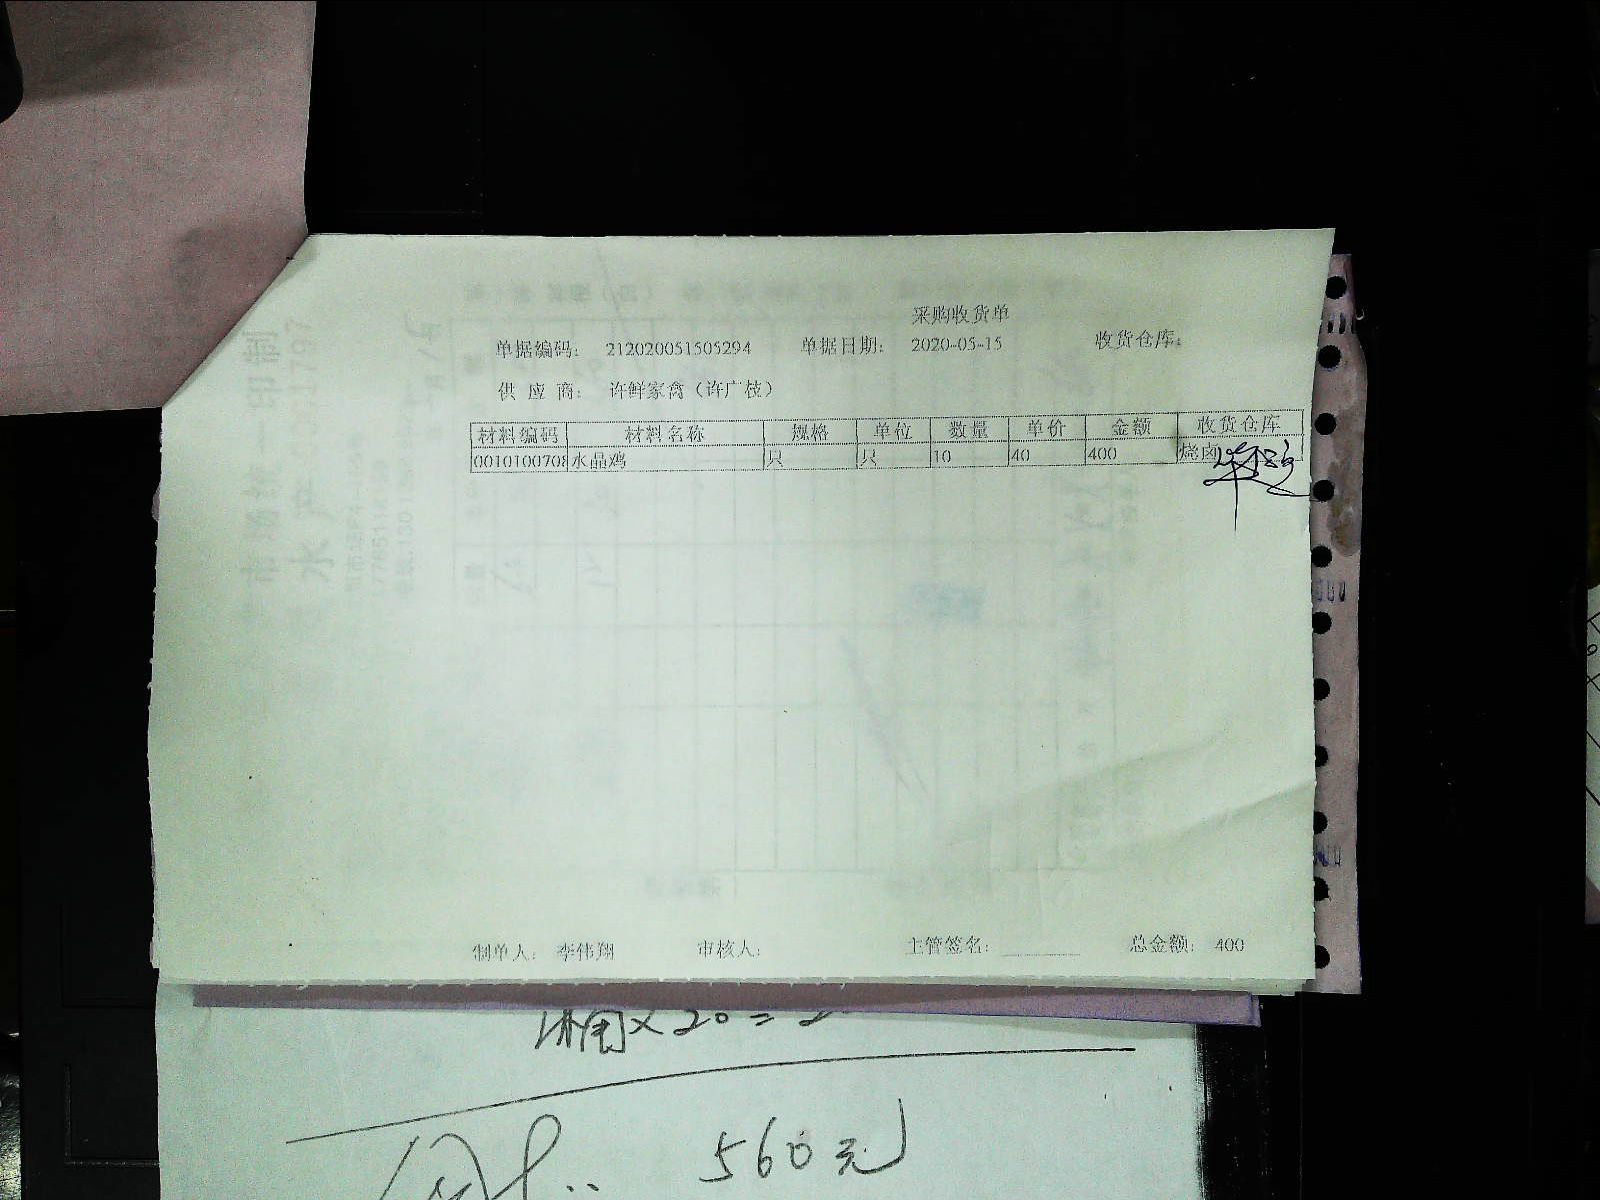 采购收货单
单据编码: 212020051505294 单据日期: 2020-05-15 收货仓库:
供 应 商: 许鲜家禽（许广枝）
材料编码 材料名称 规格 单位 数量 单价 金额 收货仓库
0010100708 水晶鸡 只 只 10 40 400 烧卤
制单人: 李伟翔 审核人: 主管签名: 总金额: 400
×20=
560元